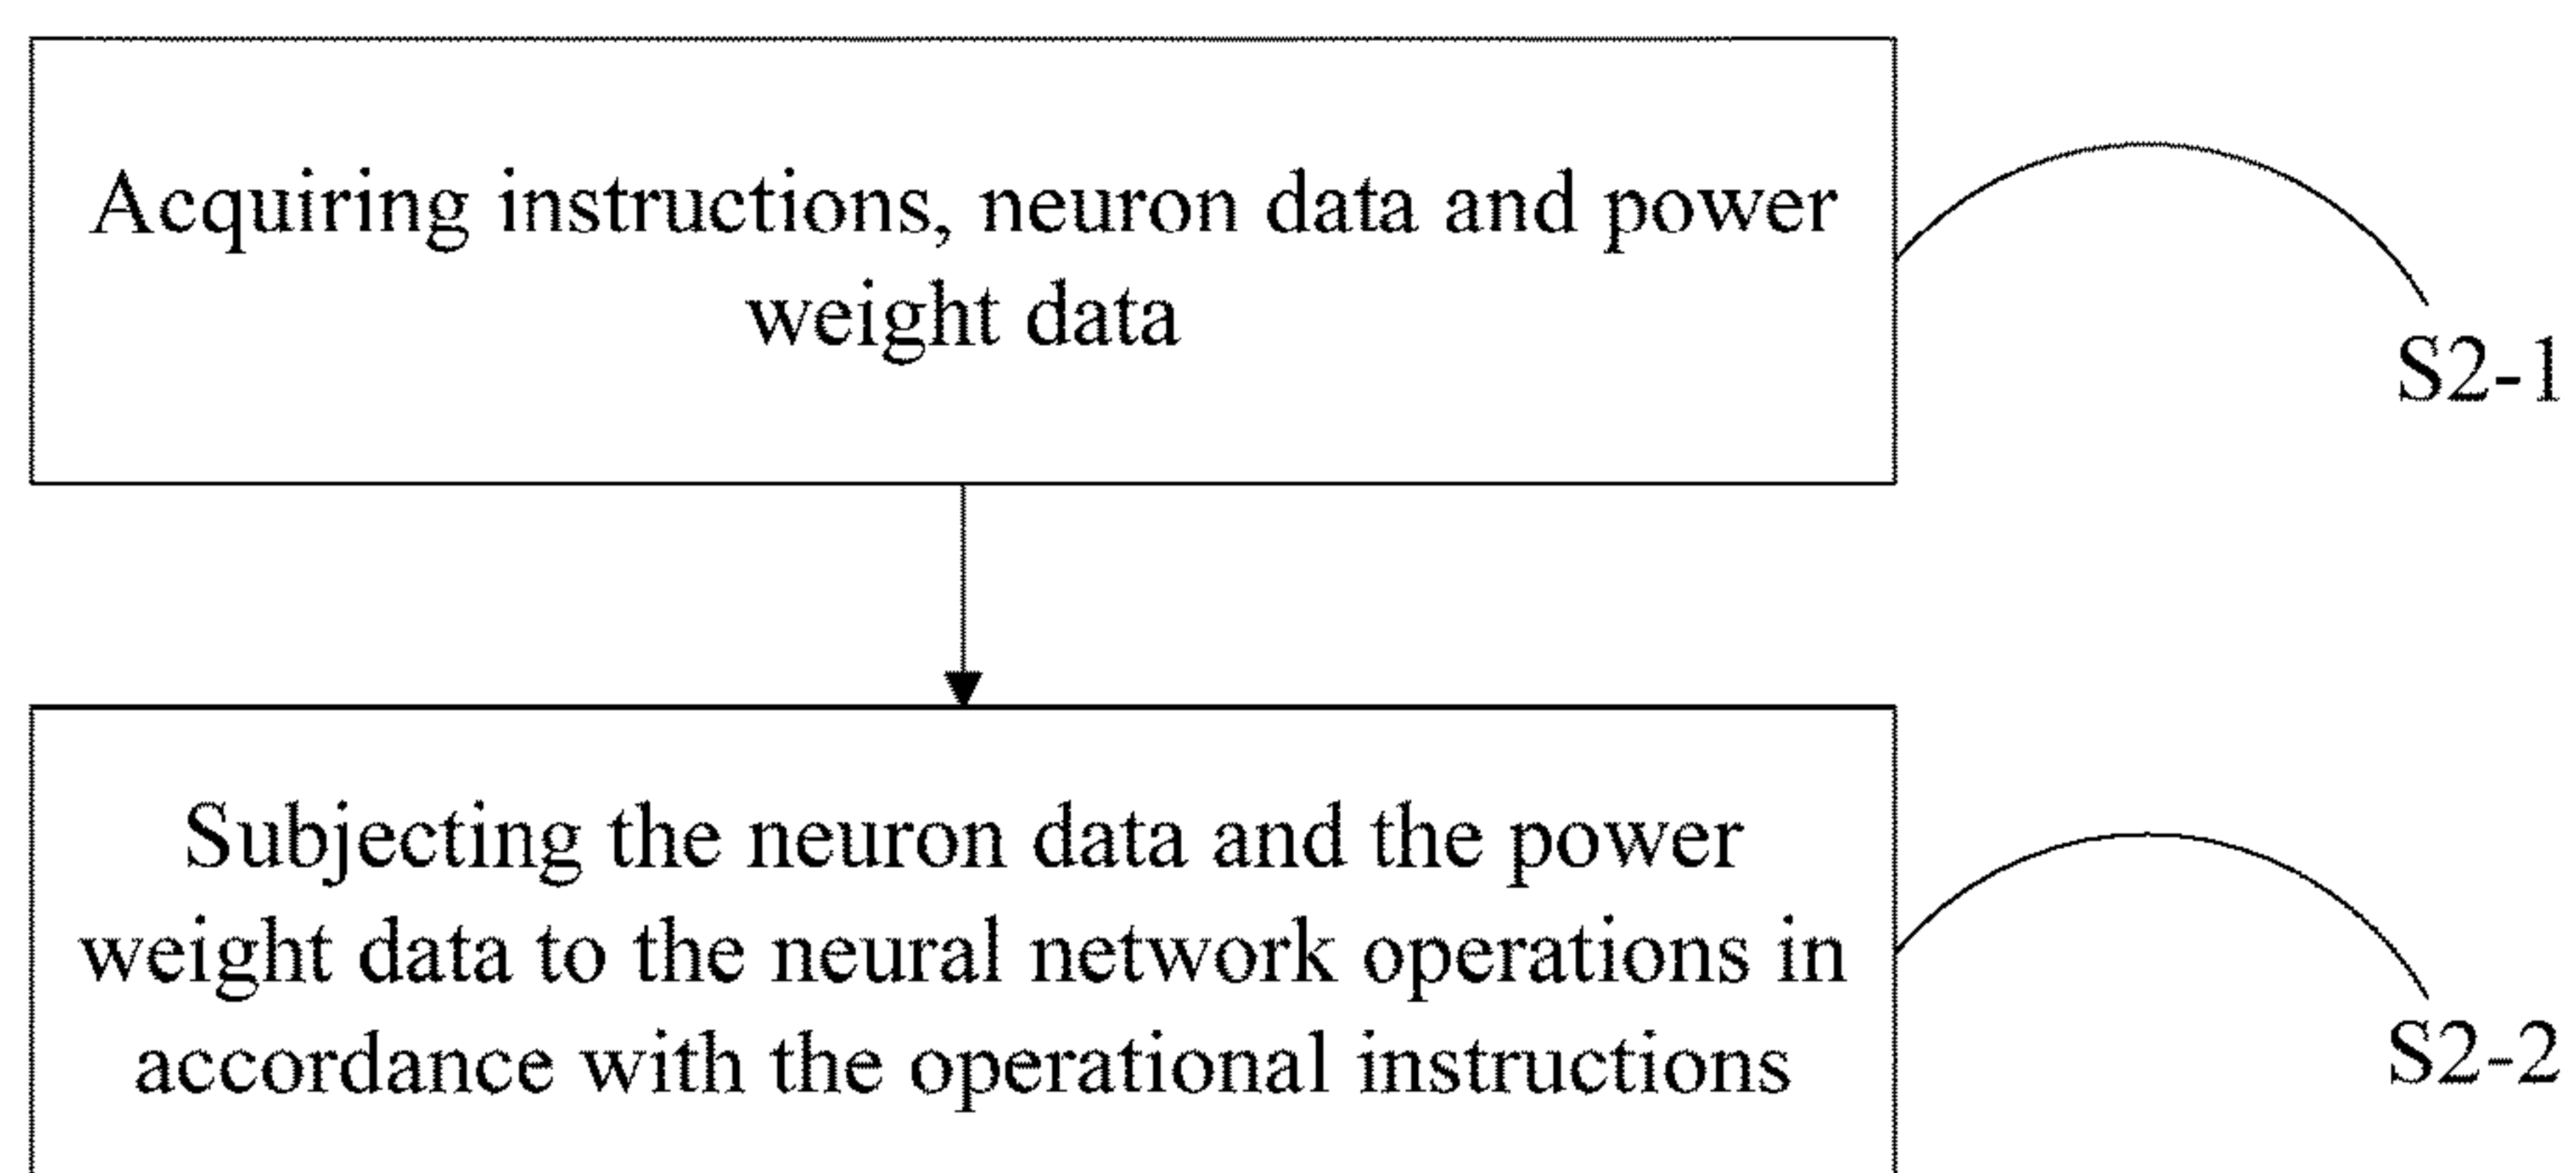 Acquiring instructions, neuron data and power
weight data
S2-1
Subjecting the neuron data and the power
weight data to the neural network operations in
accordance with the operational instructions
S2-2